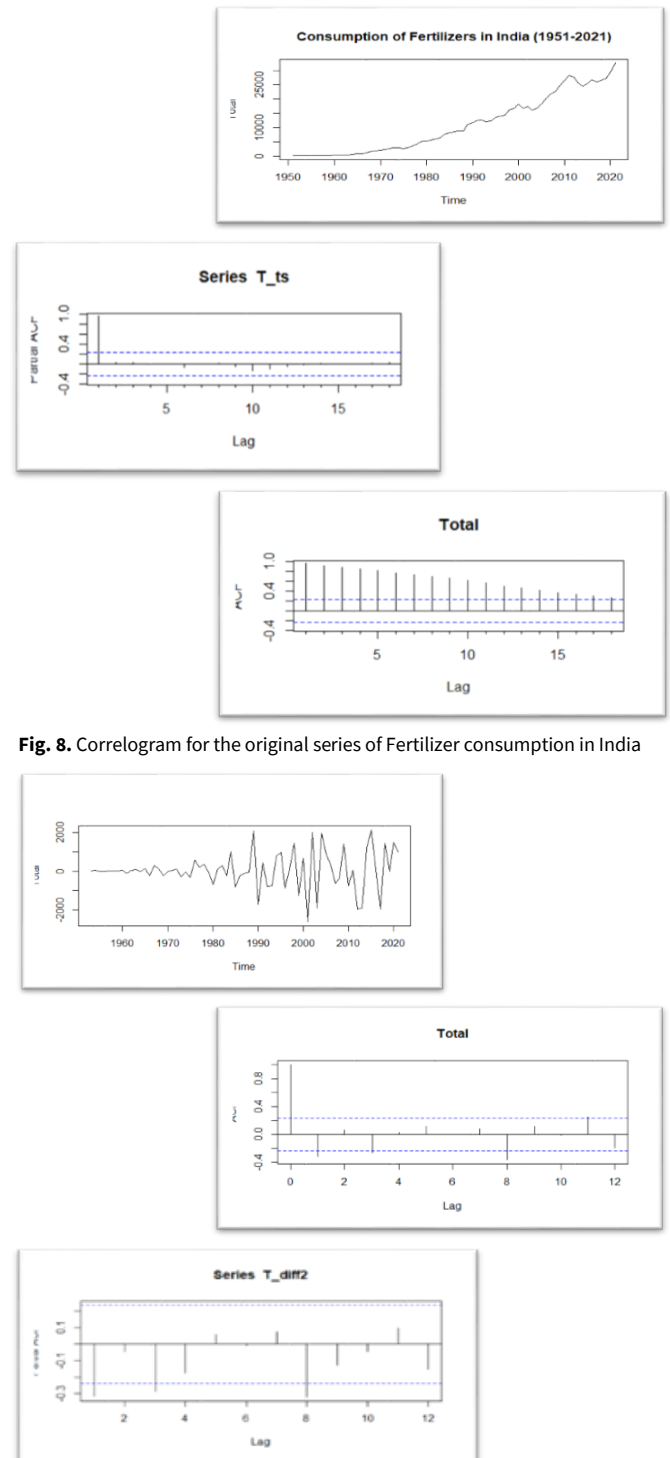 Consumption of Fertilizers in India (1951-2021)
0 10000 25000
1950 1960 1970 1980 1990 2000 2010 2020
Time
Series T_ts
-0.4 0.4 1.0
5 10 15
Lag
Total
-0.4 0.4 1.0
5 10 15
Lag
Fig. 8. Correlogram for the original series of Fertilizer consumption in India
-2000 0 2000
1960 1970 1980 1990 2000 2010 2020
Time
Total
-0.4 0.0 0.4 0.8
0 2 4 6 8 10 12
Lag
Series T_diff2
-0.3 -0.1 0.1
2 4 6 8 10 12
Lag